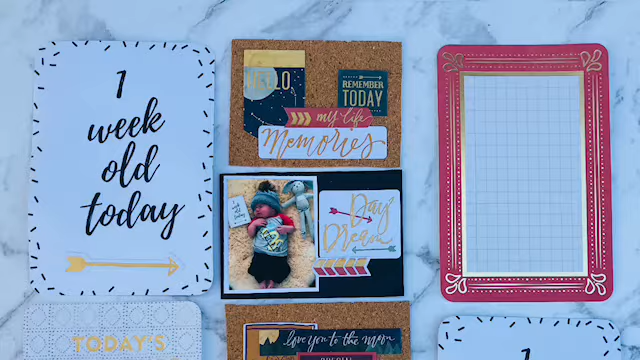 1
week
old
today
HELLO
REMEMBER
TODAY
my life
Memories
Day
Dream
TODAY'S
love you to the moon
SPECIAL
1